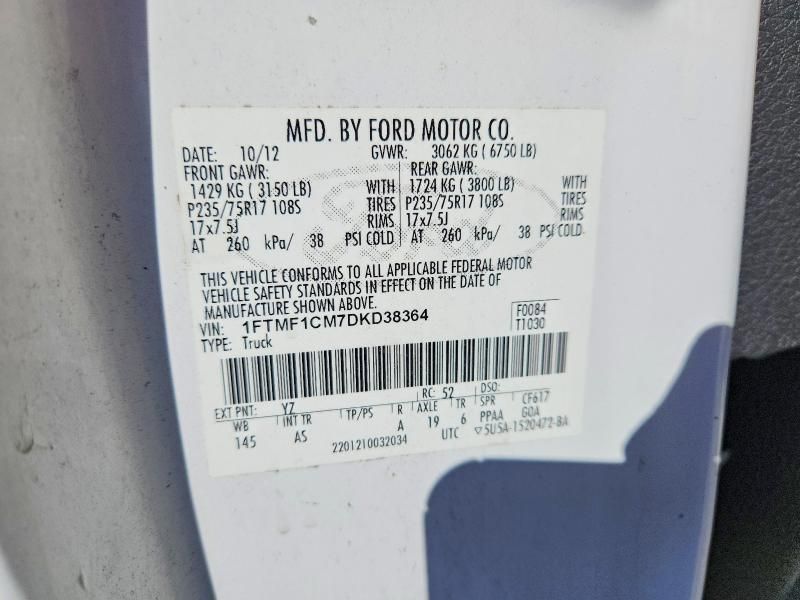 MFD. BY FORD MOTOR CO.
DATE: 10/12 GVWR: 3062 KG ( 6750 LB)
FRONT GAWR: REAR GAWR:
1429 KG ( 3150 LB) WITH 1724 KG ( 3800 LB) WITH
P235/75R17 108S TIRES P235/75R17 108S TIRES
17x7.5J RIMS 17x7.5J RIMS
AT 260 kPa/ 38 PSI COLD AT 260 kPa/ 38 PSI COLD
THIS VEHICLE CONFORMS TO ALL APPLICABLE FEDERAL MOTOR
VEHICLE SAFETY STANDARDS IN EFFECT ON THE DATE OF
MANUFACTURE SHOWN ABOVE.
VIN: 1FTMF1CM7DKD38364 F0084
TYPE: Truck T1030
EXT PNT: YZ RC: 52 DSO:
WB INT TR TP/PS R AXLE TR SPR CF617
145 AS A 19 6 PPAA GOA
2201210032034 UTC ▽5U5A-1520472-BA